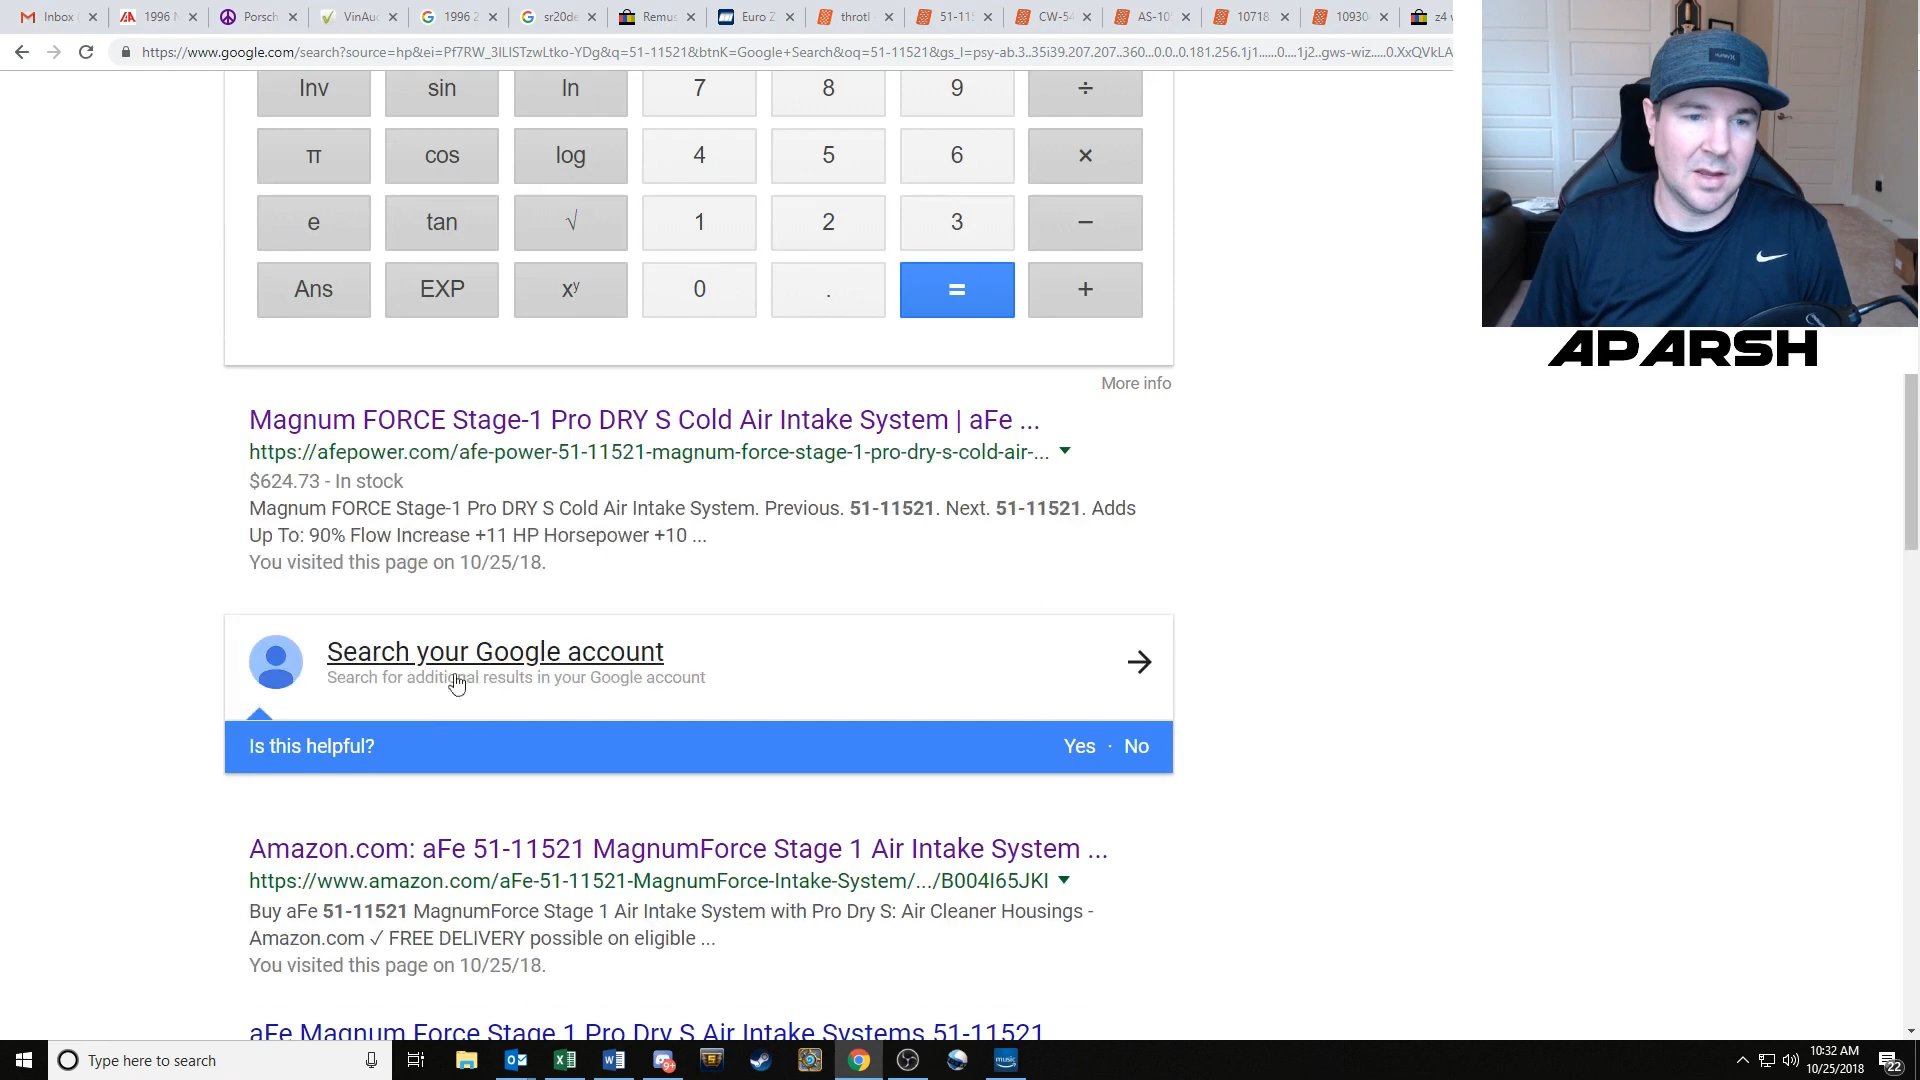 Inbox
1996
Porsch
VinAu
1996 2
sr20de
Remus
Euro Z
throtl
51-11
CW-54
AS-10
10718
10930
z4
https://www.google.com/search?source=hp&ei=Pf7RW_3lLISTzwLtko-YDg&q=51-11521&btnK=Google+Search&oq=51-11521&gs_l=psy-ab.3..35i39.207.207..360...0.0..0.181.256.1j1......0....1j2..gws-wiz.....0.XxQVkLA
Inv sin ln 7 8 9 ÷
π cos log 4 5 6 ×
e tan √ 1 2 3 −
Ans EXP xʸ 0 . = +
More info
APARSH
Magnum FORCE Stage-1 Pro DRY S Cold Air Intake System | aFe ...
https://afepower.com/afe-power-51-11521-magnum-force-stage-1-pro-dry-s-cold-air-...
$624.73 - In stock
Magnum FORCE Stage-1 Pro DRY S Cold Air Intake System. Previous. 51-11521. Next. 51-11521. Adds
Up To: 90% Flow Increase +11 HP Horsepower +10 ...
You visited this page on 10/25/18.
Search your Google account
Search for additional results in your Google account
Is this helpful? Yes · No
Amazon.com: aFe 51-11521 MagnumForce Stage 1 Air Intake System ...
https://www.amazon.com/aFe-51-11521-MagnumForce-Intake-System/.../B004I65JKI
Buy aFe 51-11521 MagnumForce Stage 1 Air Intake System with Pro Dry S: Air Cleaner Housings -
Amazon.com ✓ FREE DELIVERY possible on eligible ...
You visited this page on 10/25/18.
aFe Magnum Force Stage 1 Pro Dry S Air Intake Systems 51-11521
Type here to search
music
10:32 AM
10/25/2018
22